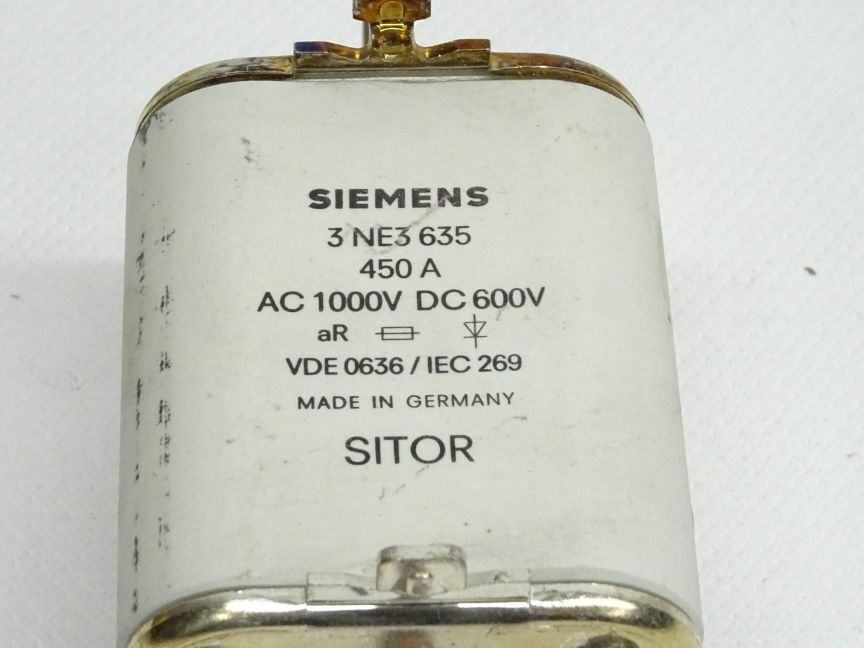 SIEMENS
3 NE3 635
450 A
AC 1000V DC 600V
aR
VDE 0636 / IEC 269
MADE IN GERMANY
SITOR